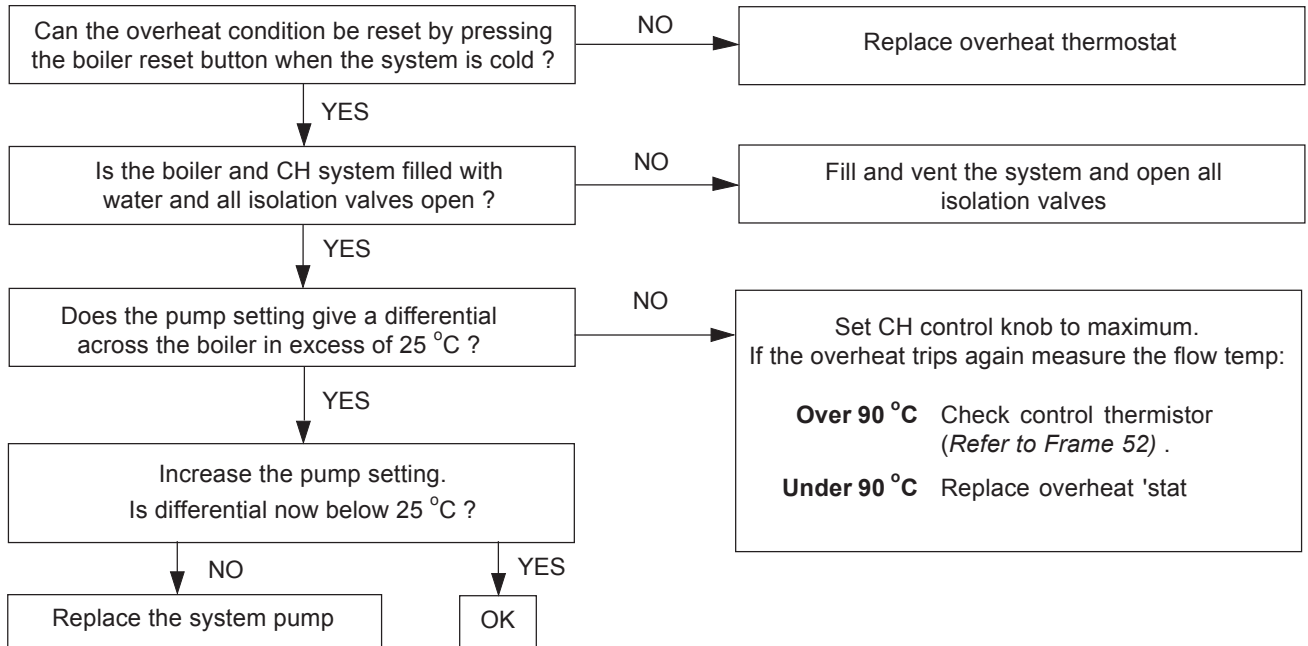 Can the overheat condition be reset by pressing
the boiler reset button when the system is cold ?
NO
Replace overheat thermostat
YES
Is the boiler and CH system filled with
water and all isolation valves open ?
NO
Fill and vent the system and open all
isolation valves
YES
Does the pump setting give a differential
across the boiler in excess of 25 °C ?
NO
Set CH control knob to maximum.
If the overheat trips again measure the flow temp:
Over 90 °C Check control thermistor
(Refer to Frame 52) .
Under 90 °C Replace overheat 'stat
YES
Increase the pump setting.
Is differential now below 25 °C ?
NO
YES
Replace the system pump
OK